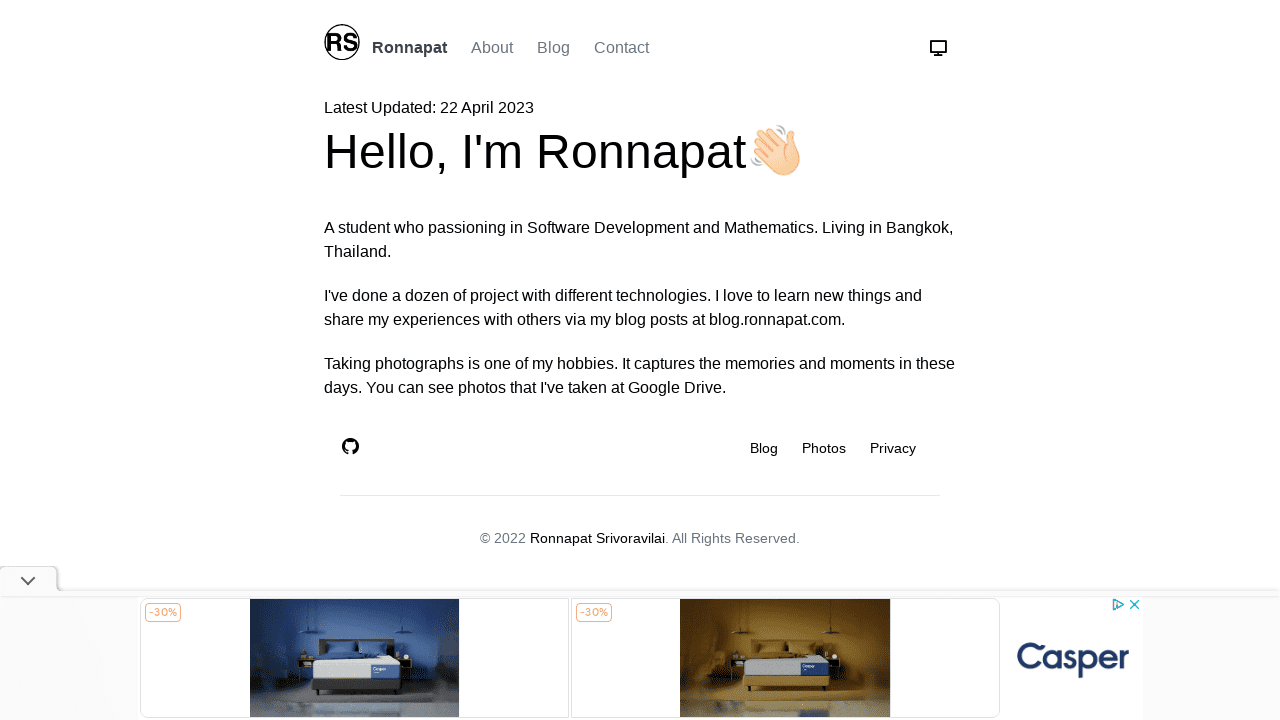 RS Ronnapat About Blog Contact
Latest Updated: 22 April 2023
Hello, I'm Ronnapat👋🏻
A student who passioning in Software Development and Mathematics. Living in Bangkok,
Thailand.
I've done a dozen of project with different technologies. I love to learn new things and
share my experiences with others via my blog posts at blog.ronnapat.com.
Taking photographs is one of my hobbies. It captures the memories and moments in these
days. You can see photos that I've taken at Google Drive.
Blog Photos Privacy
© 2022 Ronnapat Srivoravilai. All Rights Reserved.
-30% -30%
Casper Casper
Casper